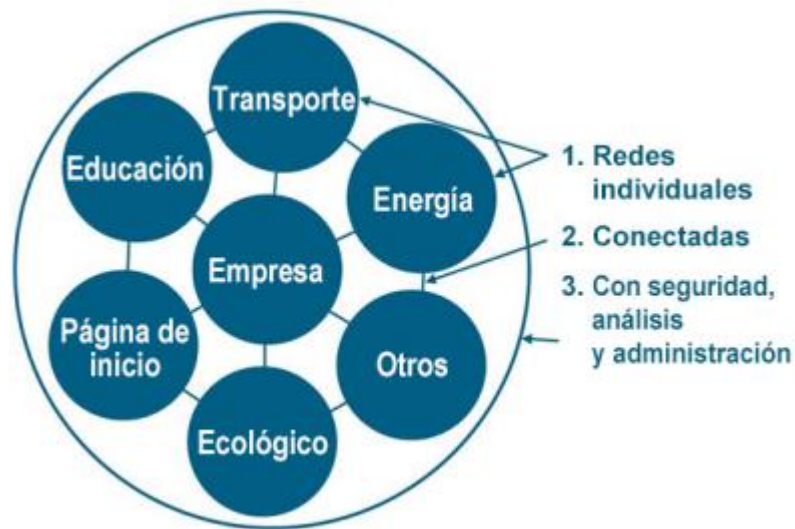 Transporte
Educación
Energía
Empresa
Página de
inicio
Otros
Ecológico
1. Redes
individuales
2. Conectadas
3. Con seguridad,
análisis
y administración